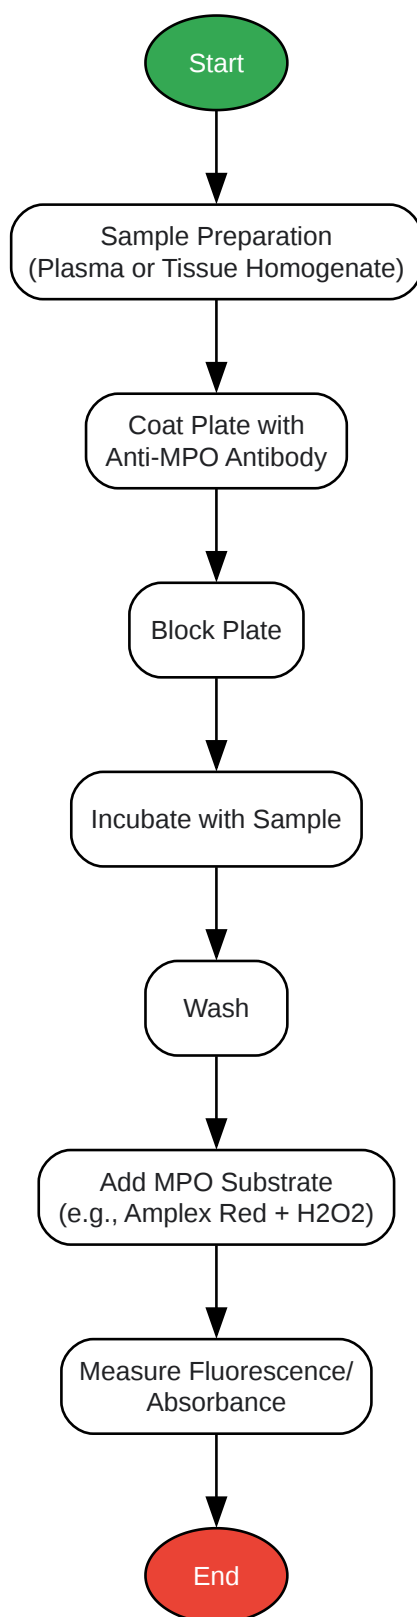 Start
Sample Preparation
(Plasma or Tissue Homogenate)
Coat Plate with
Anti-MPO Antibody
Block Plate
Incubate with Sample
Wash
Add MPO Substrate
(e.g., Amplex Red + H2O2)
Measure Fluorescence/
Absorbance
End